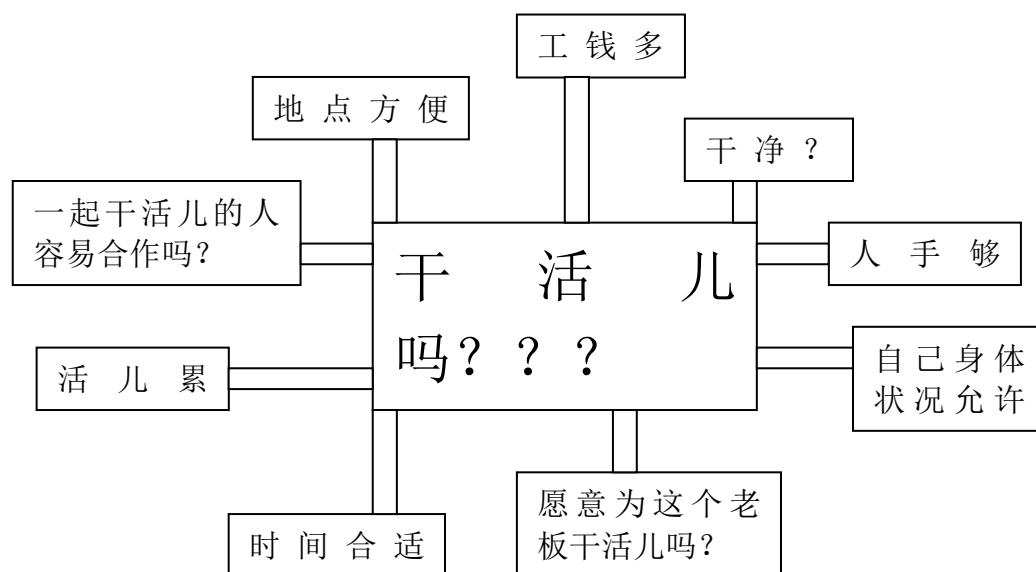 工钱多
地点方便
干净？
一起干活儿的人
容易合作吗？
人手够
干活儿
吗？？？
自己身体
状况允许
活儿累
愿意为这个老
板干活儿吗？
时间合适